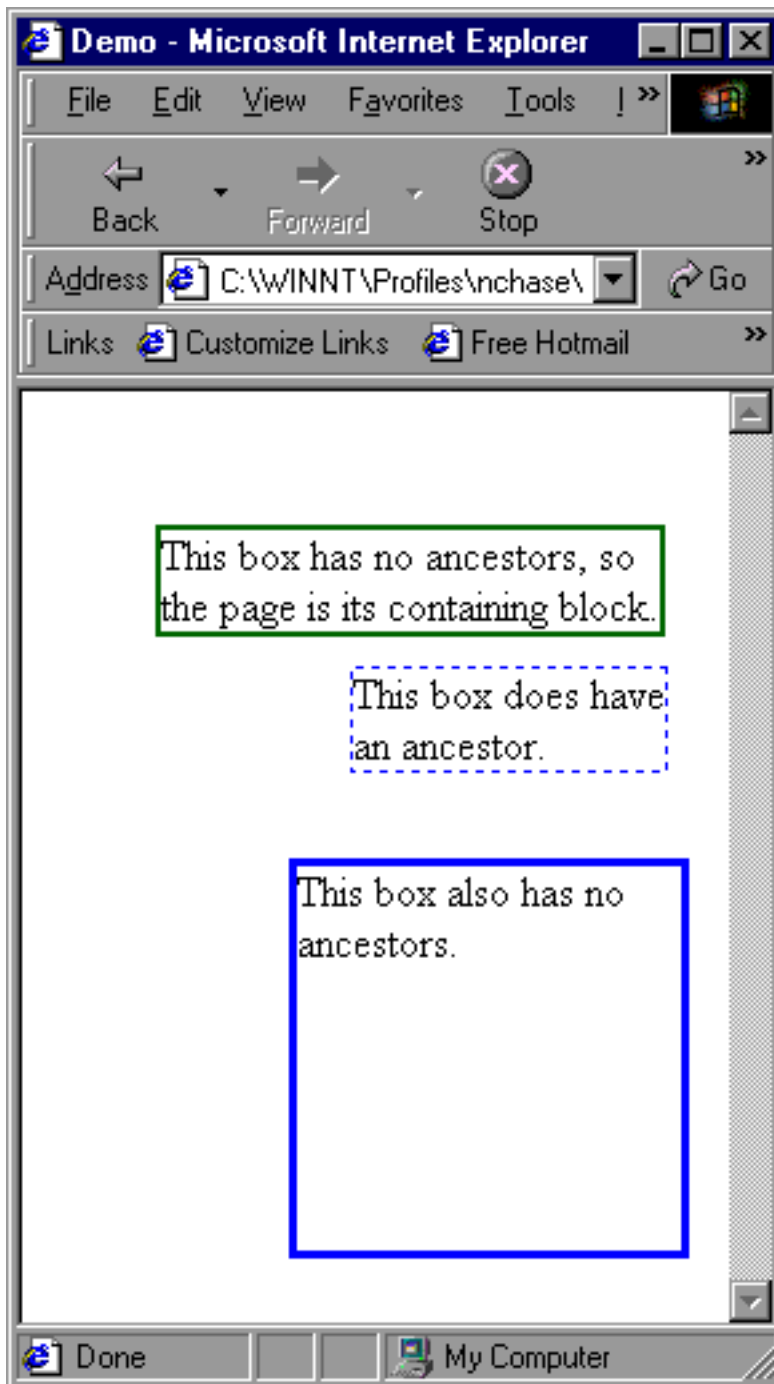 Demo - Microsoft Internet Explorer
File Edit View Favorites Tools »
Back Forward Stop »
Address C:\WINNT\Profiles\nchase\ Go
Links Customize Links Free Hotmail »
This box has no ancestors, so
the page is its containing block.
This box does have
an ancestor.
This box also has no
ancestors.
Done My Computer